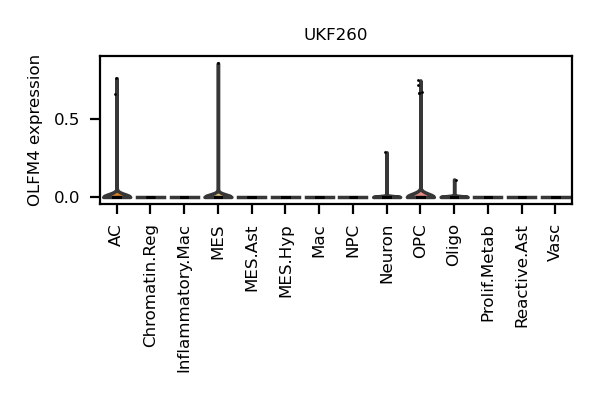 UKF260
OLFM4 expression
0.5
0.0
AC
Chromatin.Reg
Inflammatory.Mac
MES
MES.Ast
MES.Hyp
Mac
NPC
Neuron
OPC
Oligo
Prolif.Metab
Reactive.Ast
Vasc